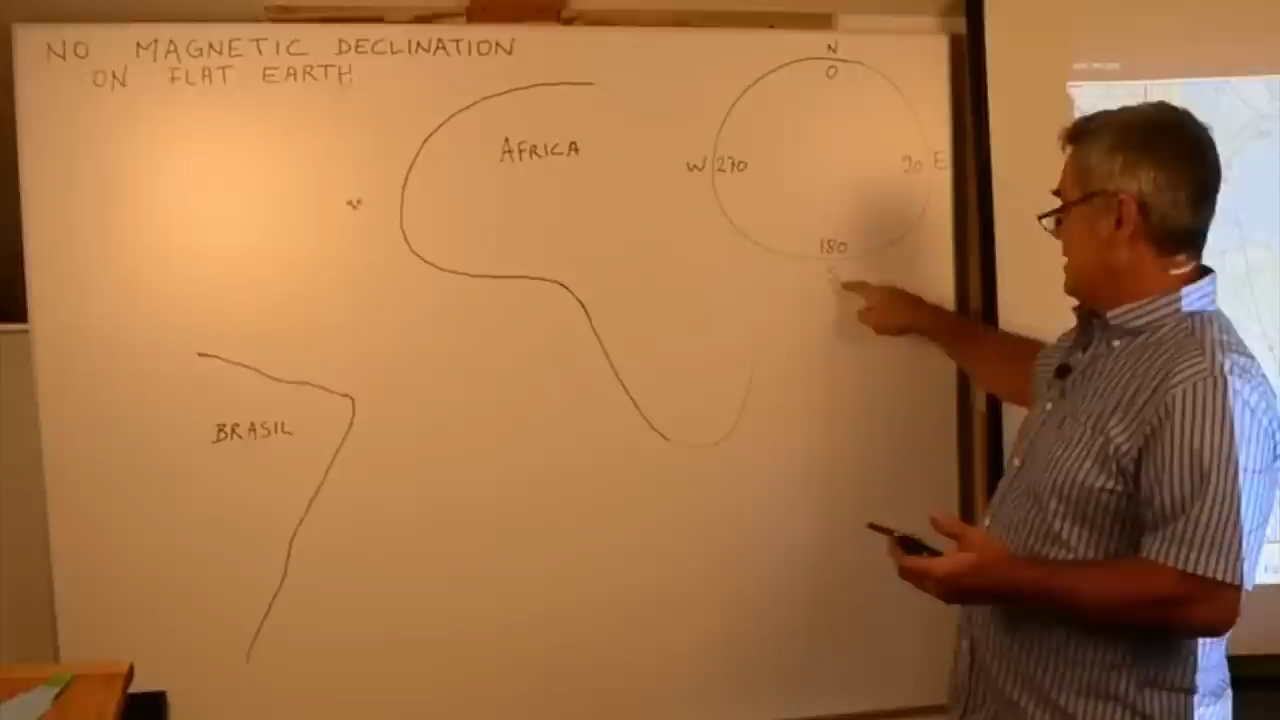 NO MAGNETIC DECLINATION
ON FLAT EARTH
AFRICA
BRASIL
N
0
W 270
90 E
180
S